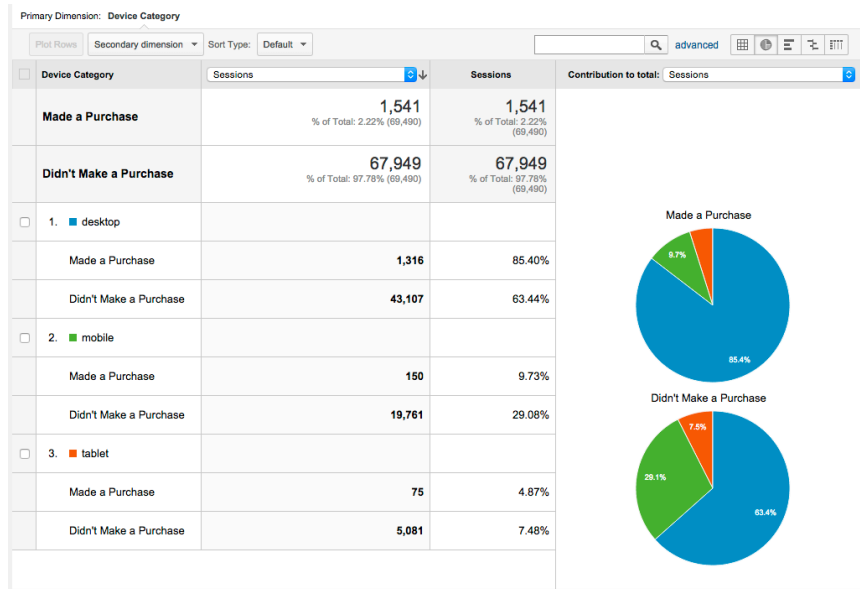 Primary Dimension: Device Category
Plot Rows Secondary dimension Sort Type: Default advanced
Device Category Sessions Sessions Contribution to total: Sessions
Made a Purchase 1,541 1,541
% of Total: 2.22% (69,490) % of Total: 2.22%
(69,490)
Didn't Make a Purchase 67,949 67,949
% of Total: 97.78% (69,490) % of Total: 97.78%
(69,490)
1. desktop
Made a Purchase 1,316 85.40%
Didn't Make a Purchase 43,107 63.44%
2. mobile
Made a Purchase 150 9.73%
Didn't Make a Purchase 19,761 29.08%
3. tablet
Made a Purchase 75 4.87%
Didn't Make a Purchase 5,081 7.48%
Made a Purchase
9.7%
85.4%
Didn't Make a Purchase
7.5%
29.1%
63.4%